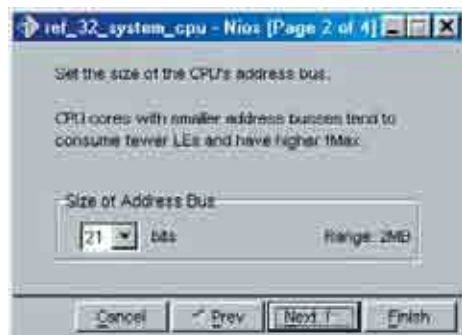 ref_32_system_cpu - Nios (Page 2 of 4)
Set the size of the CPU's address bus.
CPU cores with smaller address busses tend to
consume fewer LEs and have higher fMax.
Size of Address Bus
21 bits Range: 2MB
Cancel < Prev Next > Finish